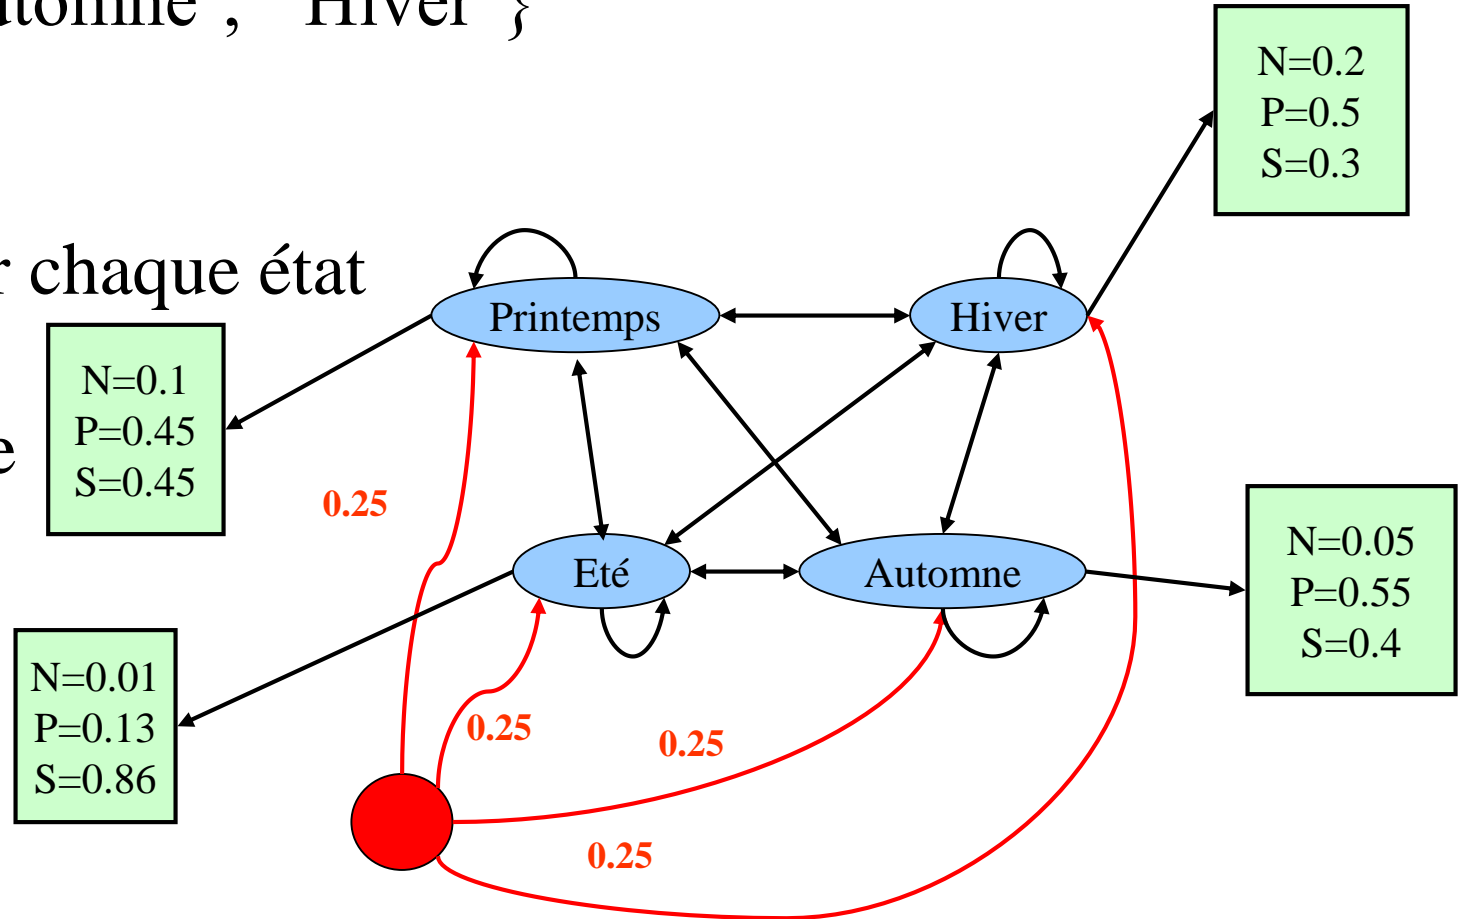 ", "Hiver"}
N=0.2
P=0.5
S=0.3
chaque état
Printemps
Hiver
N=0.1
P=0.45
S=0.45
0.25
Eté
Automne
N=0.05
P=0.55
S=0.4
N=0.01
P=0.13
S=0.86
0.25
0.25
0.25